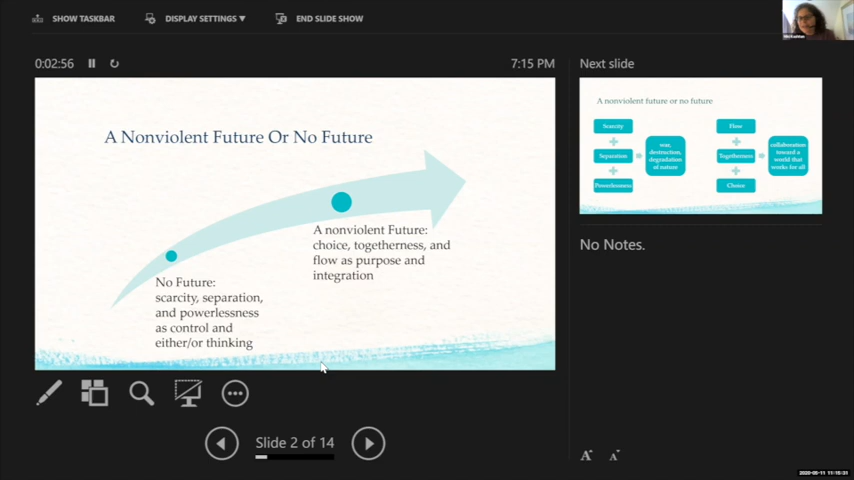 SHOW TASKBAR
DISPLAY SETTINGS ▼
END SLIDE SHOW
0:02:56
7:15 PM
A Nonviolent Future Or No Future
A nonviolent Future:
choice, togetherness, and
flow as purpose and
integration
No Future:
scarcity, separation,
and powerlessness
as control and
either/or thinking
Slide 2 of 14
Next slide
A nonviolent future or no future
Scarcity
Separation
Powerlessness
war,
destruction,
degradation
of nature
Flow
Togetherness
Choice
collaboration
toward a
world that
works for all
No Notes.
A A